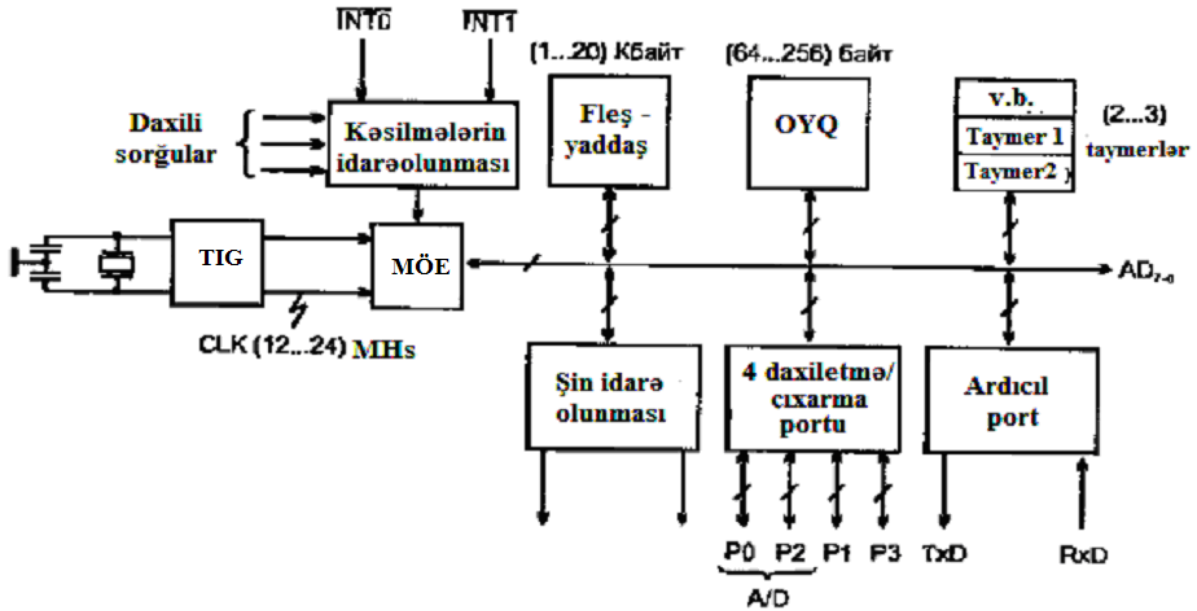 INT0
INT1
(1...20) Кбайт
(64...256) байт
Daxili
sorğular
Kəsilmələrin
idarəolunması
Fleş -
yaddaş
OYQ
v.b.
Taymer 1
Taymer2
(2...3)
taymerlər
TIG
MÖE
AD7-0
CLK (12...24) MHs
Şin idarə
olunması
4 daxiletmə/
cıxarma
portu
Ardıcıl
port
P0 P2 P1 P3 TxD RxD
A/D